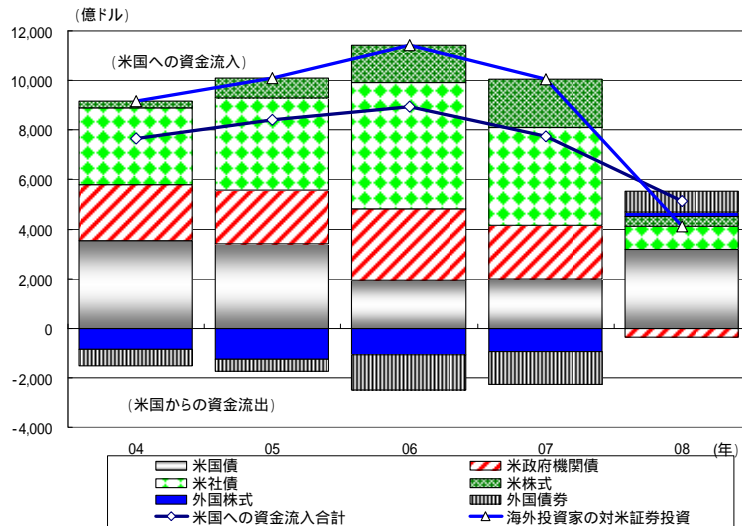 (億ドル)
12,000
(米国への資金流入)
10,000
8,000
6,000
4,000
2,000
0
-2,000
(米国からの資金流出)
-4,000
04 05 06 07 08 (年)
米国債 米政府機関債
米社債 米株式
外国株式 外国債券
米国への資金流入合計 海外投資家の対米証券投資